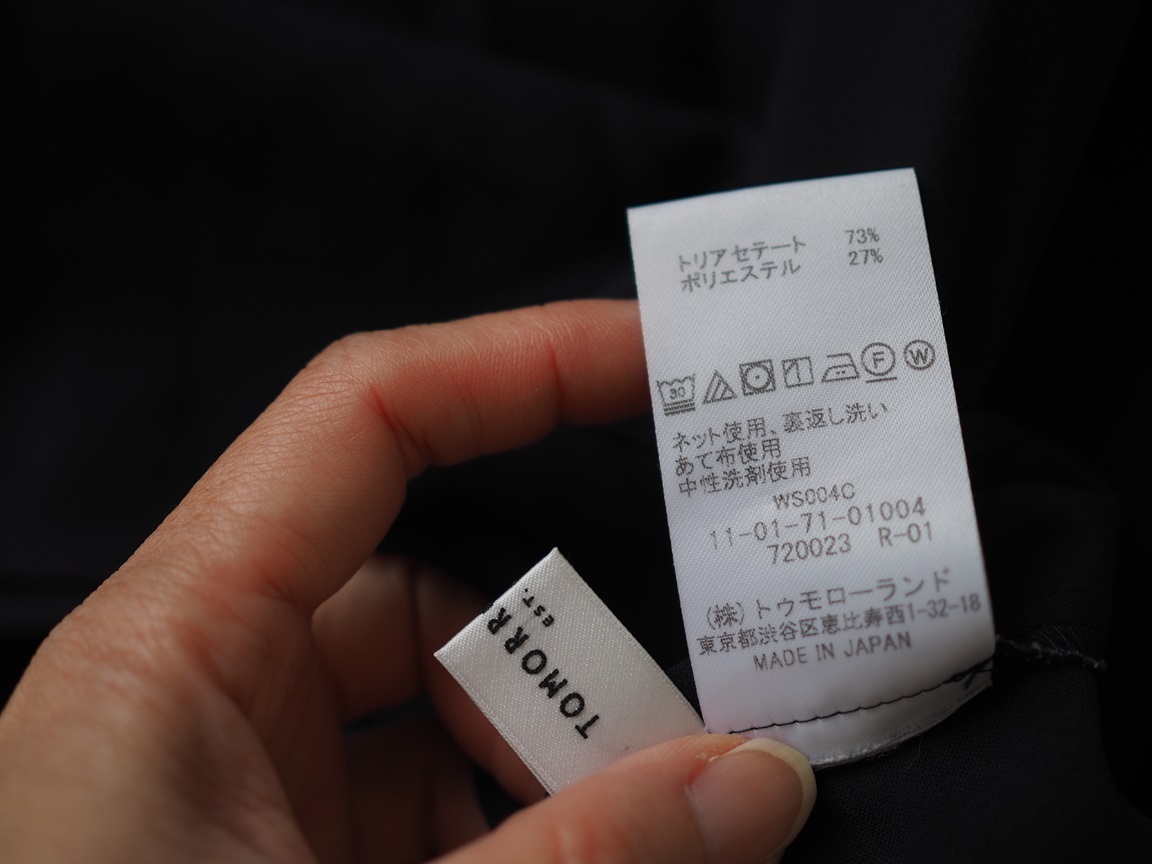 トリアセテート 73%
ポリエステル 27%
30
F W
ネット使用、裏返し洗い
あて布使用
中性洗剤使用
WS004C
11-01-71-01004
720023 R-01
(株)トゥモローランド
東京都渋谷区恵比寿西1-32-18
MADE IN JAPAN
TOMORR
EST.